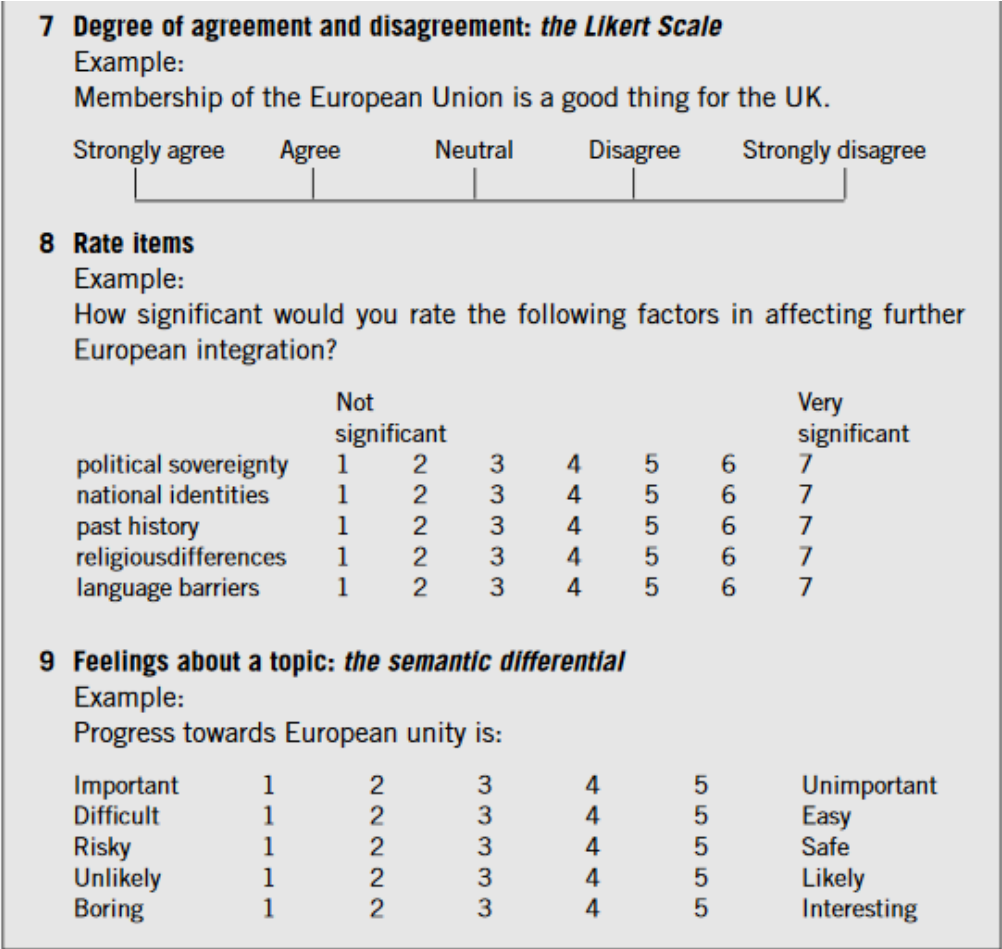 7 Degree of agreement and disagreement: the Likert Scale
Example:
Membership of the European Union is a good thing for the UK.
Strongly agree Agree Neutral Disagree Strongly disagree
8 Rate items
Example:
How significant would you rate the following factors in affecting further
European integration?
Not Very
significant significant
political sovereignty 1 2 3 4 5 6 7
national identities 1 2 3 4 5 6 7
past history 1 2 3 4 5 6 7
religiousdifferences 1 2 3 4 5 6 7
language barriers 1 2 3 4 5 6 7
9 Feelings about a topic: the semantic differential
Example:
Progress towards European unity is:
Important 1 2 3 4 5 Unimportant
Difficult 1 2 3 4 5 Easy
Risky 1 2 3 4 5 Safe
Unlikely 1 2 3 4 5 Likely
Boring 1 2 3 4 5 Interesting